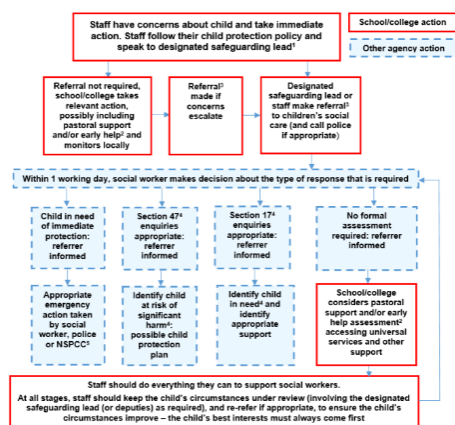 Staff have concerns about child and take immediate
action. Staff follow their child protection policy and
speak to designated safeguarding lead¹
School/college action
Other agency action
Referral not required,
school/college takes
relevant action,
possibly including
pastoral support
and/or early help² and
monitors locally
Referral³
made if
concerns
escalate
Designated
safeguarding lead or
staff make referral³
to children's social
care (and call police
if appropriate)
Within 1 working day, social worker makes decision about the type of response that is required
Child in need
of immediate
protection:
referrer
informed
Section 47⁴
enquiries
appropriate:
referrer
informed
Section 17⁴
enquiries
appropriate:
referrer
informed
No formal
assessment
required: referrer
informed
Appropriate
emergency
action taken
by social
worker, police
or NSPCC⁵
Identify child
at risk of
significant
harm⁴:
possible child
protection
plan
Identify child
in need⁴ and
identify
appropriate
support
School/college
considers pastoral
support and/or early
help assessment²
accessing universal
services and other
support
Staff should do everything they can to support social workers.
At all stages, staff should keep the child's circumstances under review (involving the designated
safeguarding lead (or deputies) as required), and re-refer if appropriate, to ensure the child's
circumstances improve – the child's best interests must always come first